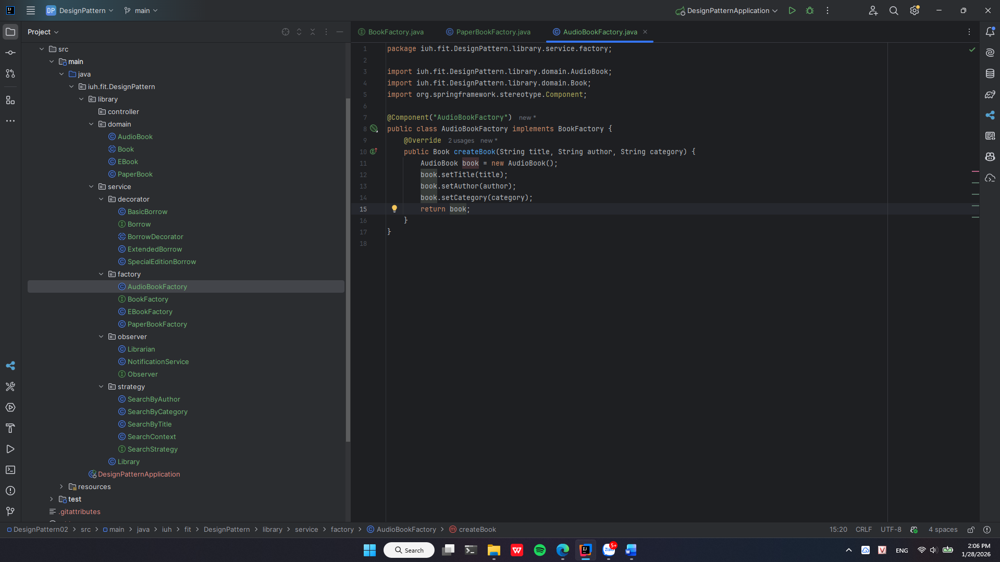 DP DesignPattern main DesignPatternApplication
Project
src
main
java
iuh.fit.DesignPattern
library
controller
domain
AudioBook
Book
EBook
PaperBook
service
decorator
BasicBorrow
Borrow
BorrowDecorator
ExtendedBorrow
SpecialEditionBorrow
factory
AudioBookFactory
BookFactory
EBookFactory
PaperBookFactory
observer
Librarian
NotificationService
Observer
strategy
SearchByAuthor
SearchByCategory
SearchByTitle
SearchContext
SearchStrategy
Library
DesignPatternApplication
resources
test
.gitattributes
BookFactory.java PaperBookFactory.java AudioBookFactory.java
1 package iuh.fit.DesignPattern.library.service.factory;
2
3 import iuh.fit.DesignPattern.library.domain.AudioBook;
4 import iuh.fit.DesignPattern.library.domain.Book;
5 import org.springframework.stereotype.Component;
6
7 @Component("AudioBookFactory") new *
8 public class AudioBookFactory implements BookFactory {
9 @Override 2 usages new *
10 public Book createBook(String title, String author, String category) {
11 AudioBook book = new AudioBook();
12 book.setTitle(title);
13 book.setAuthor(author);
14 book.setCategory(category);
15 return book;
16 }
17 }
18
DesignPattern02 > src > main > java > iuh > fit > DesignPattern > library > service > factory > AudioBookFactory > createBook 15:20 CRLF UTF-8 4 spaces
Search
Zalo 5+
ENG
2:06 PM
1/28/2026